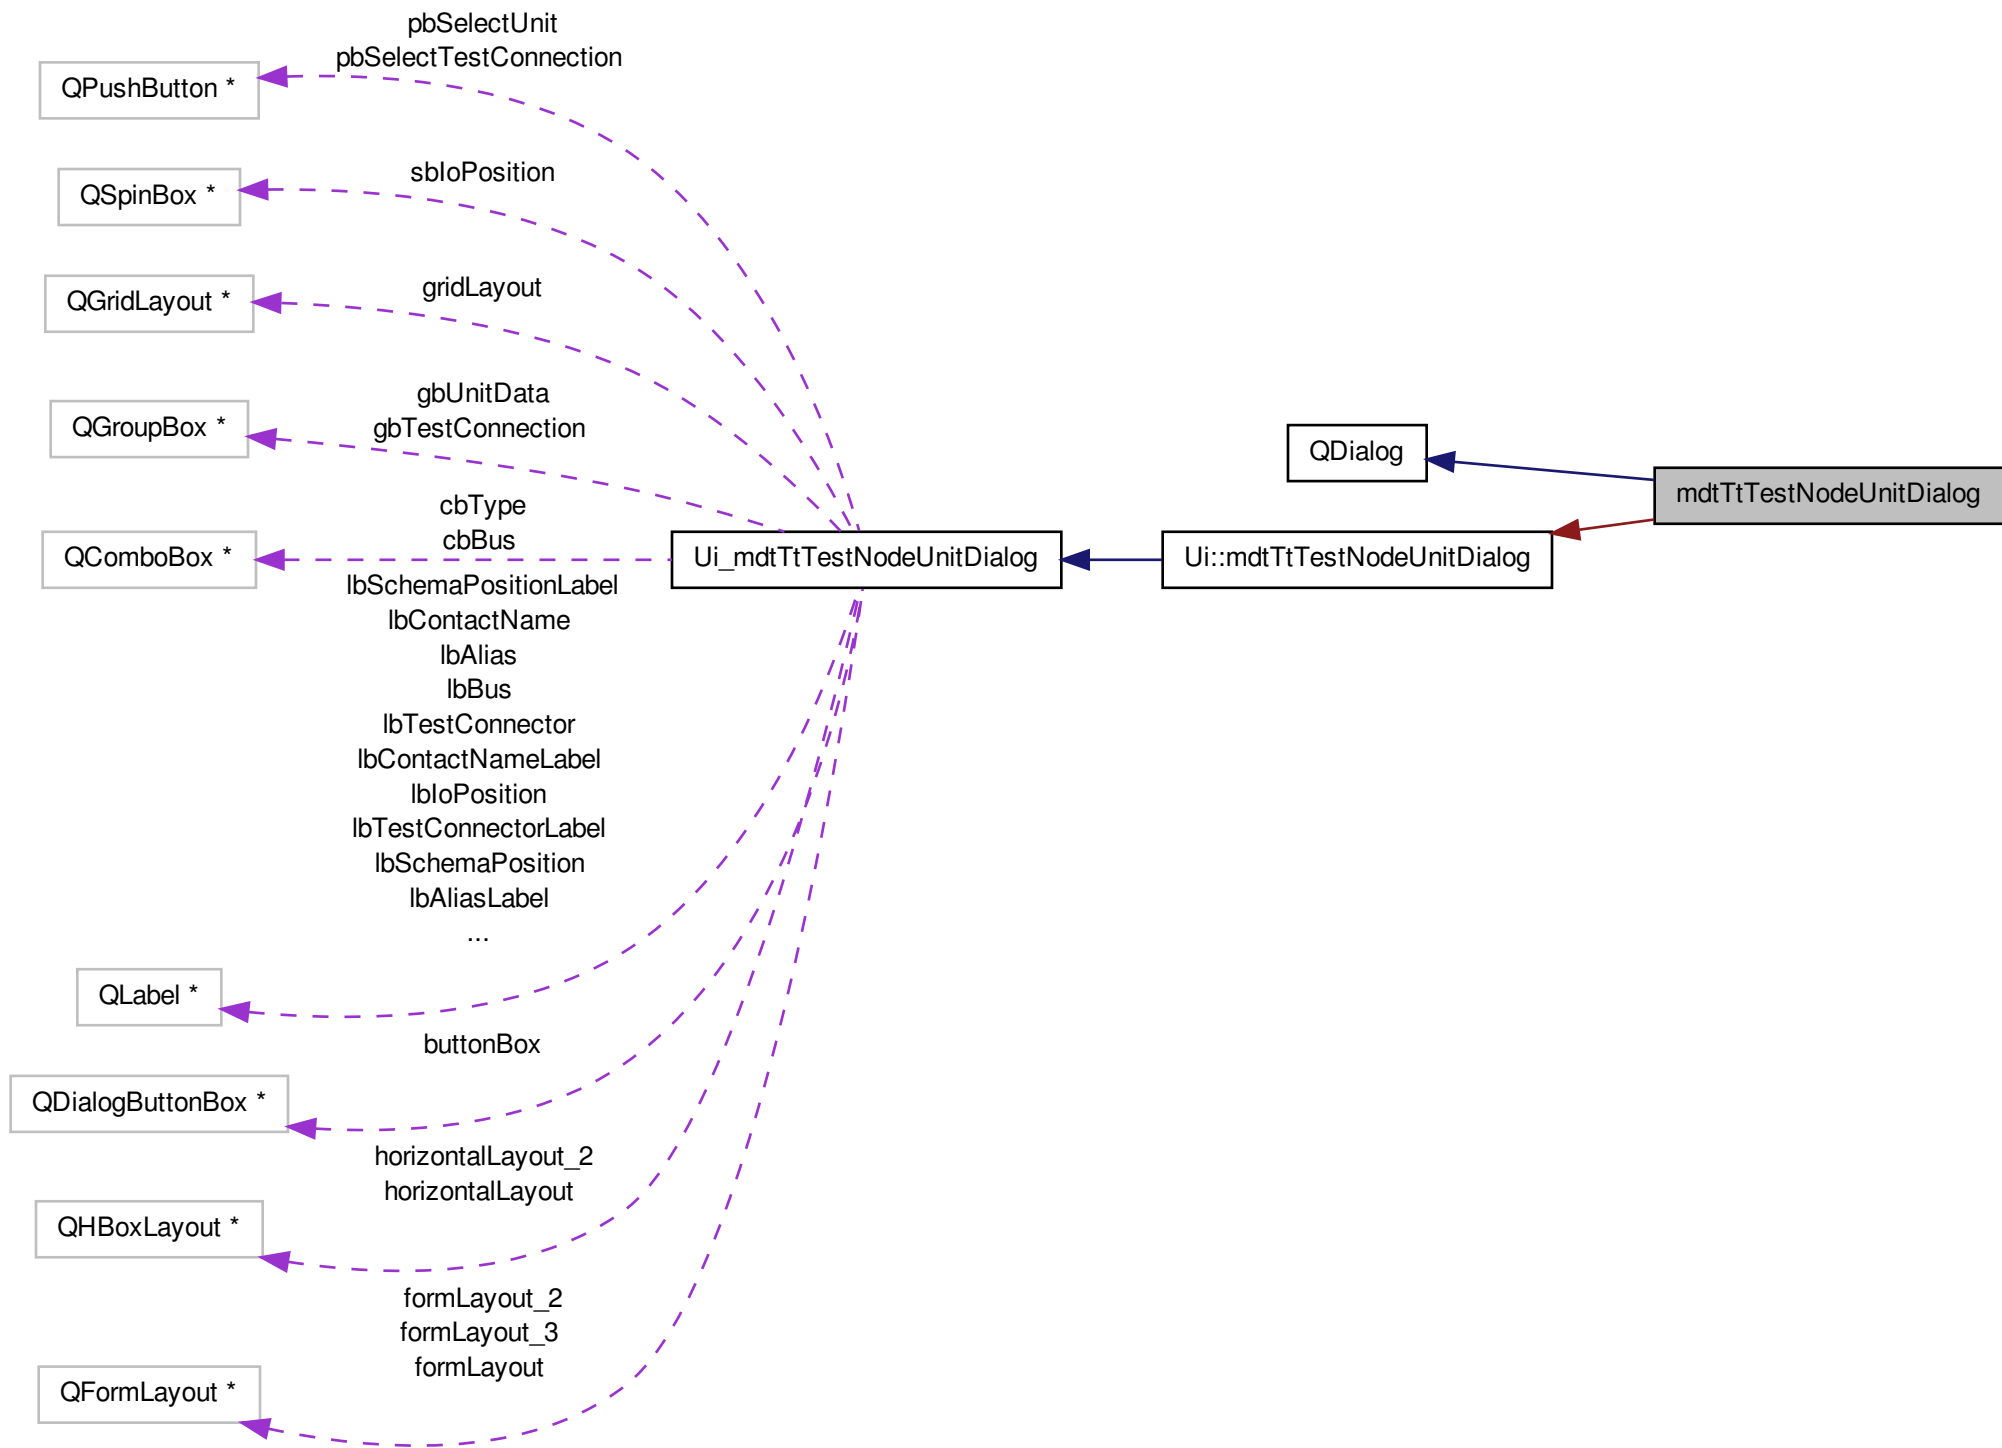 pbSelectUnit
pbSelectTestConnection
QPushButton *
sbIoPosition
QSpinBox *
gridLayout
QGridLayout *
gbUnitData
gbTestConnection
QGroupBox *
cbType
cbBus
QComboBox *
lbSchemaPositionLabel
lbContactName
lbAlias
lbBus
lbTestConnector
lbContactNameLabel
lbIoPosition
lbTestConnectorLabel
lbSchemaPosition
lbAliasLabel
...
QLabel *
buttonBox
QDialogButtonBox *
horizontalLayout_2
horizontalLayout
QHBoxLayout *
formLayout_2
formLayout_3
formLayout
QFormLayout *
Ui_mdtTtTestNodeUnitDialog
QDialog
Ui::mdtTtTestNodeUnitDialog
mdtTtTestNodeUnitDialog